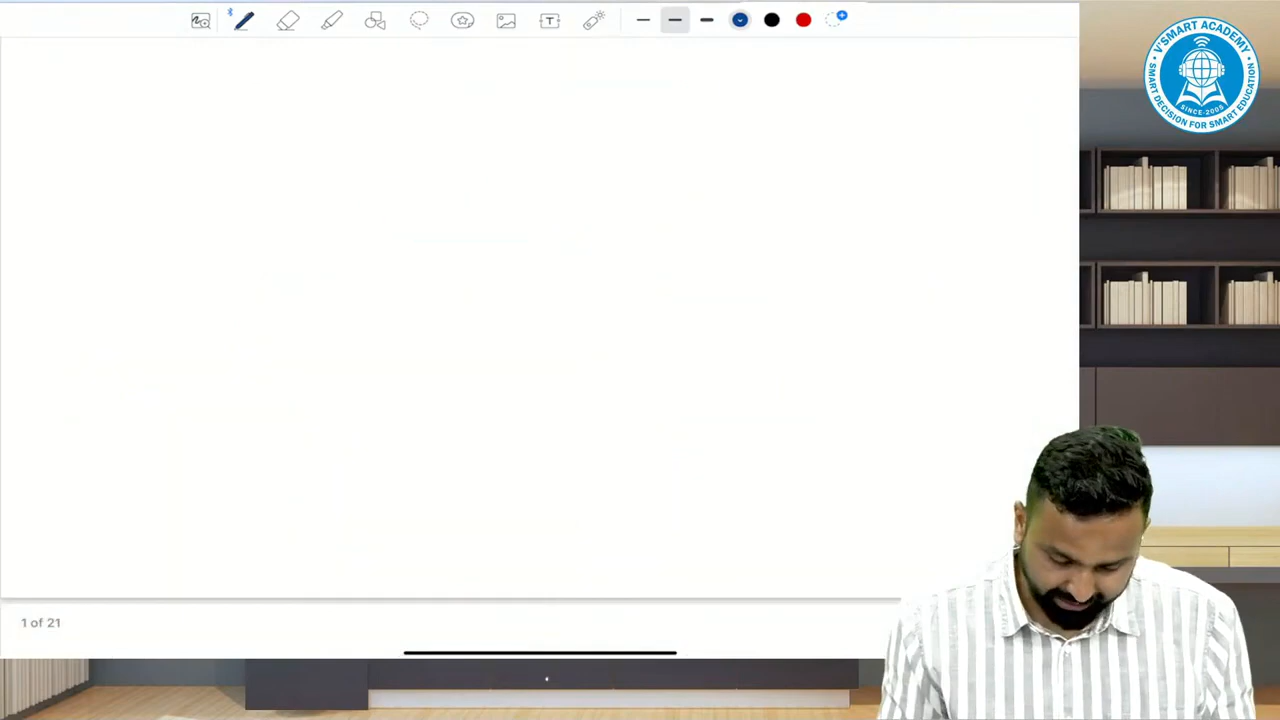 V'SMART ACADEMY
SINCE-2005
SMART DECISION FOR SMART EDUCATION
T
1 of 21